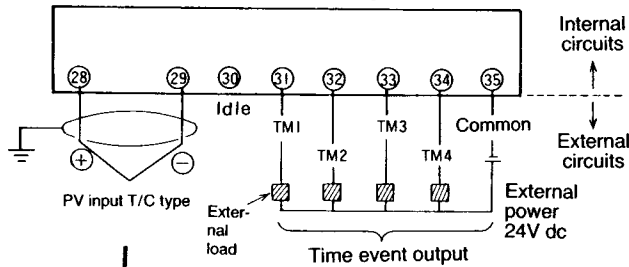 Internal
circuits
28 29 30 31 32 33 34 35
Idle
TM1 TM3 Common
External
circuits
TM2 TM4
+ −
PV input T/C type
Exter-
nal
load
External
power
24V dc
Time event output